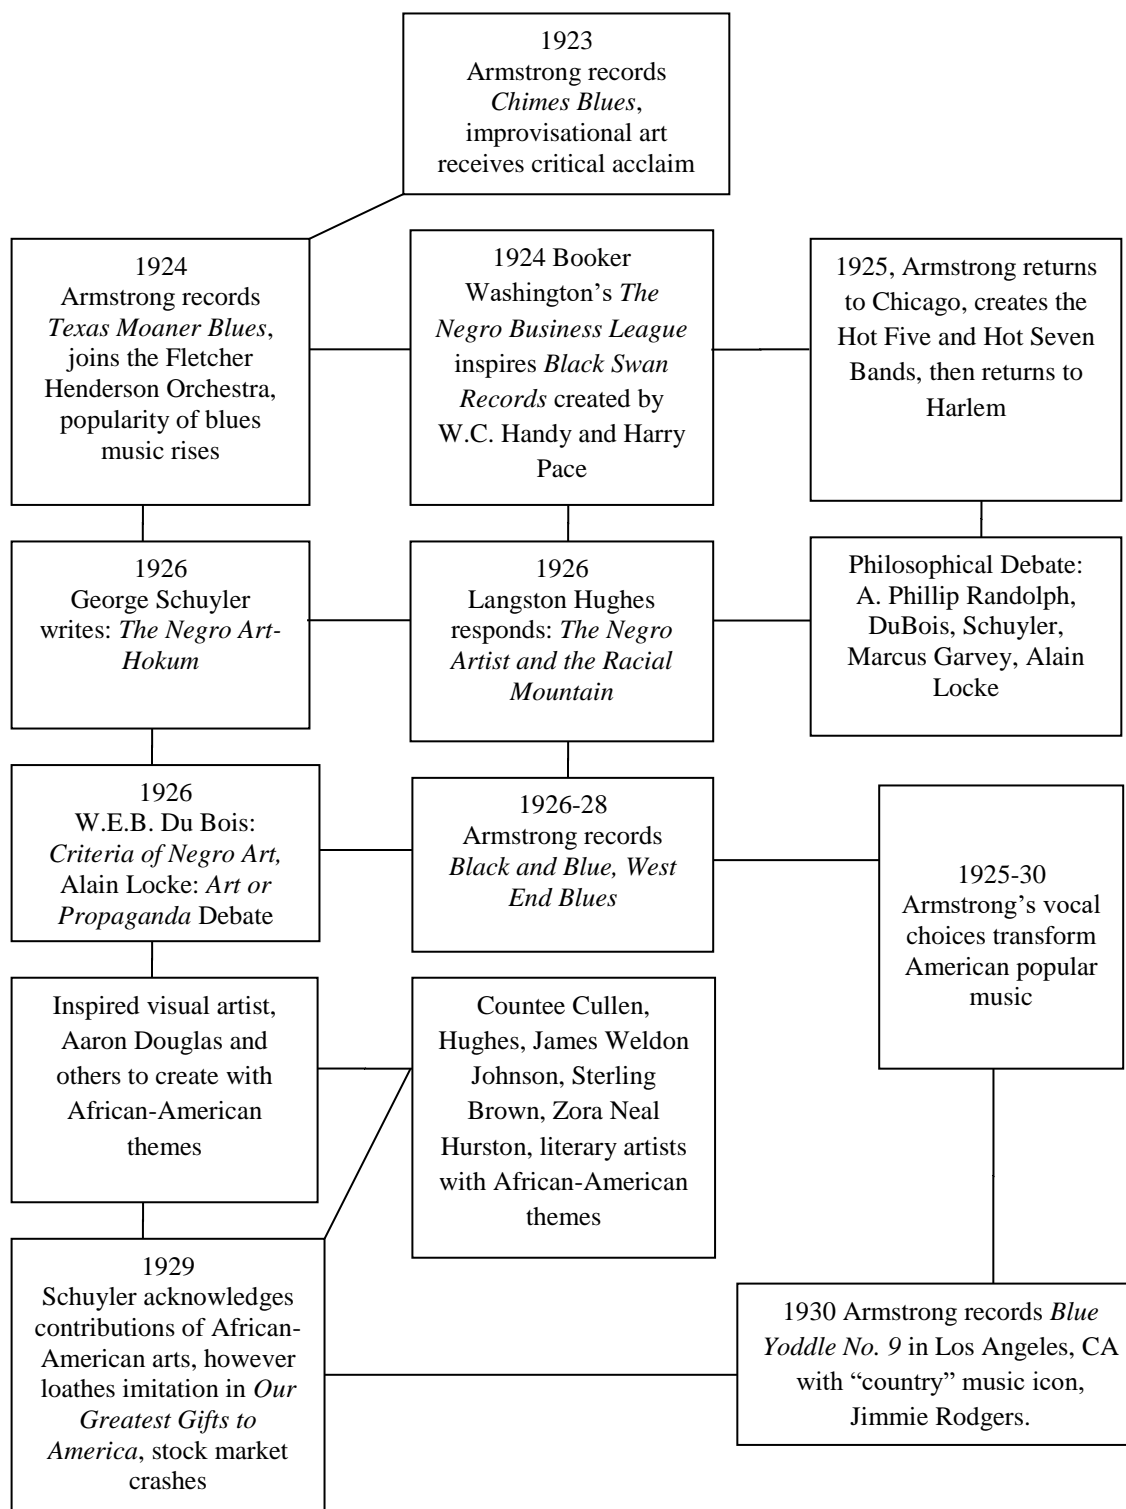 1923
Armstrong records
Chimes Blues,
improvisational art
receives critical acclaim
1924
Armstrong records
Texas Moaner Blues,
joins the Fletcher
Henderson Orchestra,
popularity of blues
music rises
1924 Booker
Washington’s The
Negro Business League
inspires Black Swan
Records created by
W.C. Handy and Harry
Pace
1925, Armstrong returns
to Chicago, creates the
Hot Five and Hot Seven
Bands, then returns to
Harlem
1926
George Schuyler
writes: The Negro Art-
Hokum
1926
Langston Hughes
responds: The Negro
Artist and the Racial
Mountain
Philosophical Debate:
A. Phillip Randolph,
DuBois, Schuyler,
Marcus Garvey, Alain
Locke
1926
W.E.B. Du Bois:
Criteria of Negro Art,
Alain Locke: Art or
Propaganda Debate
1926-28
Armstrong records
Black and Blue, West
End Blues
1925-30
Armstrong’s vocal
choices transform
American popular
music
Inspired visual artist,
Aaron Douglas and
others to create with
African-American
themes
Countee Cullen,
Hughes, James Weldon
Johnson, Sterling
Brown, Zora Neal
Hurston, literary artists
with African-American
themes
1929
Schuyler acknowledges
contributions of African-
American arts, however
loathes imitation in Our
Greatest Gifts to
America, stock market
crashes
1930 Armstrong records Blue
Yoddle No. 9 in Los Angeles, CA
with “country” music icon,
Jimmie Rodgers.